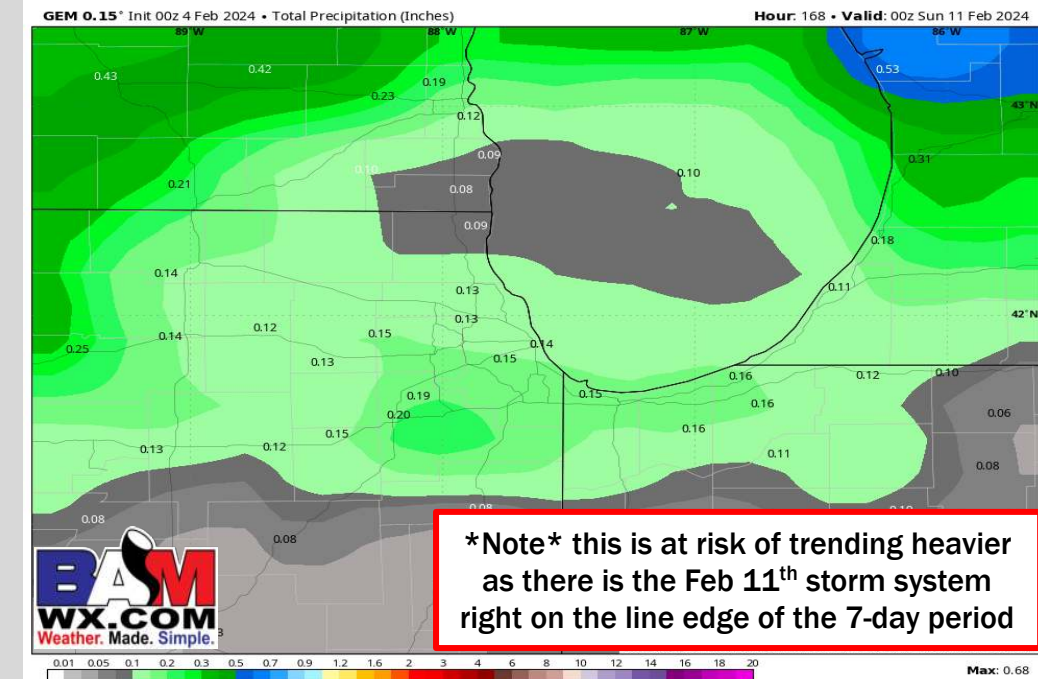 GEM 0.15° Init 00z 4 Feb 2024 • Total Precipitation (Inches) Hour: 168 • Valid: 00z Sun 11 Feb 2024
89°W 88°W 87°W 86°W
0.43 0.42 0.19 0.53
0.23
43°N
0.12
0.09 0.31
0.10 0.10
0.21 0.08
0.09
0.18
0.14
0.13 0.11
0.13 42°N
0.12 0.15
0.14 0.14
0.25 0.13 0.15
0.16 0.12 0.10
0.19 0.15
0.20 0.16 0.06
0.15 0.16
0.13 0.12 0.11
0.08
0.08
0.08
BAM
WX.COM
Weather. Made. Simple.
*Note* this is at risk of trending heavier
as there is the Feb 11th storm system
right on the line edge of the 7-day period
0.01 0.05 0.1 0.2 0.3 0.5 0.7 0.9 1.2 1.6 2 3 4 6 8 10 12 14 16 18 20
Max: 0.68